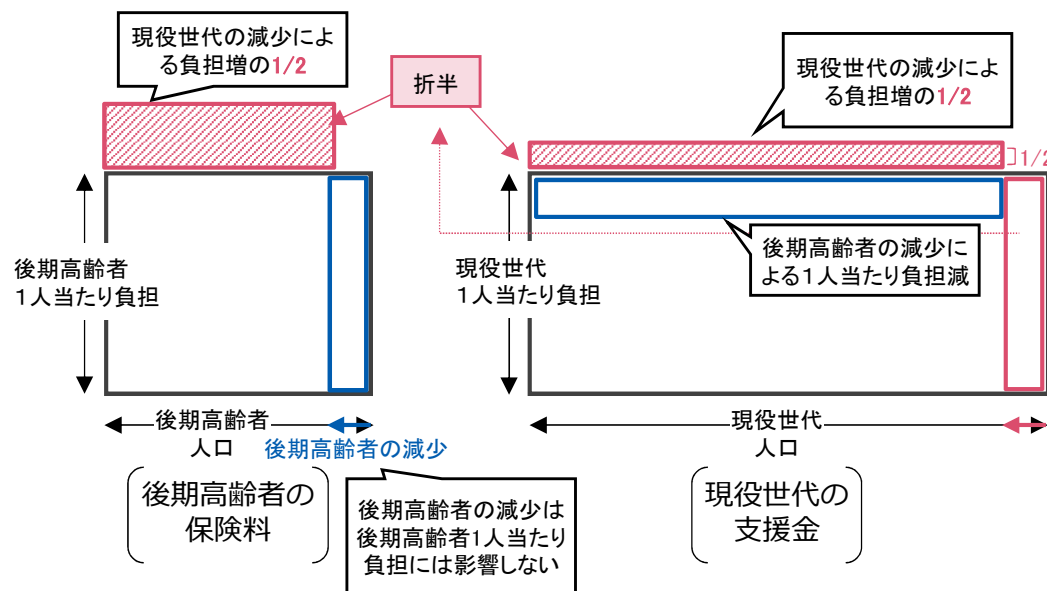 現役世代の減少によ
る負担増の1/2
折半
現役世代の減少によ
る負担増の1/2
1/2
後期高齢者
１人当たり負担
現役世代
１人当たり負担
後期高齢者の減少に
よる１人当たり負担減
後期高齢者
人口
後期高齢者の減少
現役世代
人口
後期高齢者の
保険料
後期高齢者の減少は
後期高齢者1人当たり
負担には影響しない
現役世代の
支援金